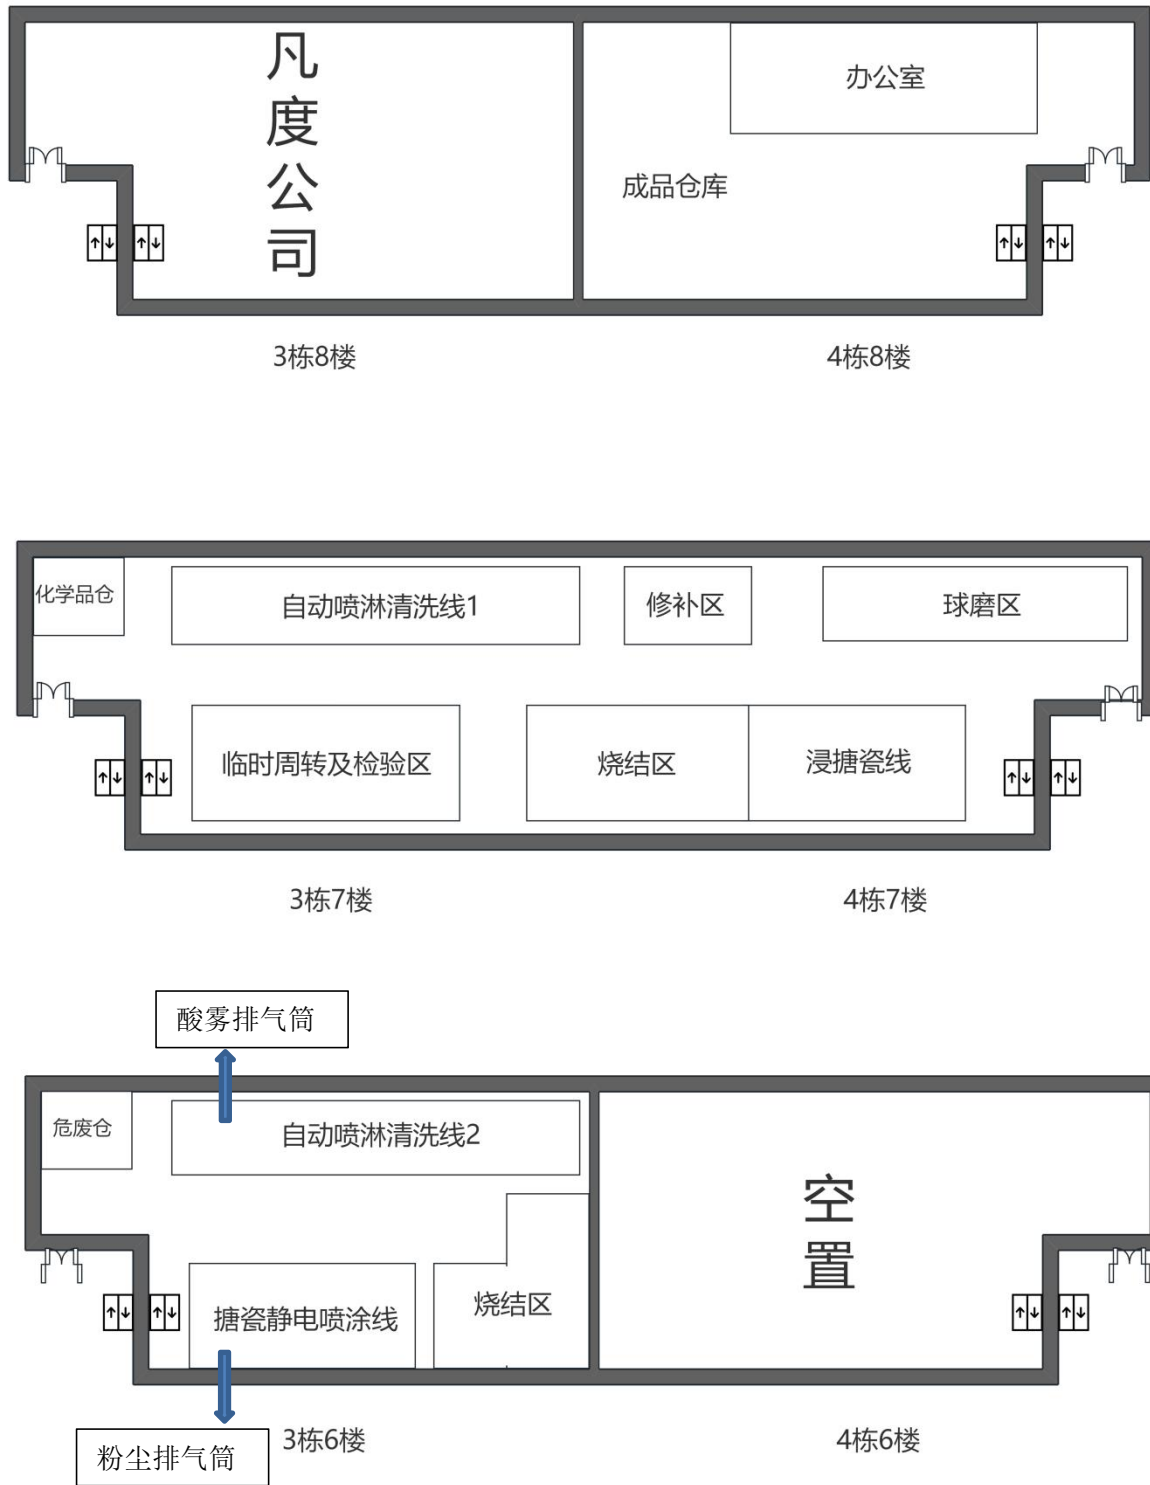 凡度公司
办公室
成品仓库
3栋8楼
4栋8楼
化学品仓
自动喷淋清洗线1
修补区
球磨区
临时周转及检验区
烧结区
浸搪瓷线
3栋7楼
4栋7楼
酸雾排气筒
危废仓
自动喷淋清洗线2
空置
搪瓷静电喷涂线
烧结区
粉尘排气筒
3栋6楼
4栋6楼